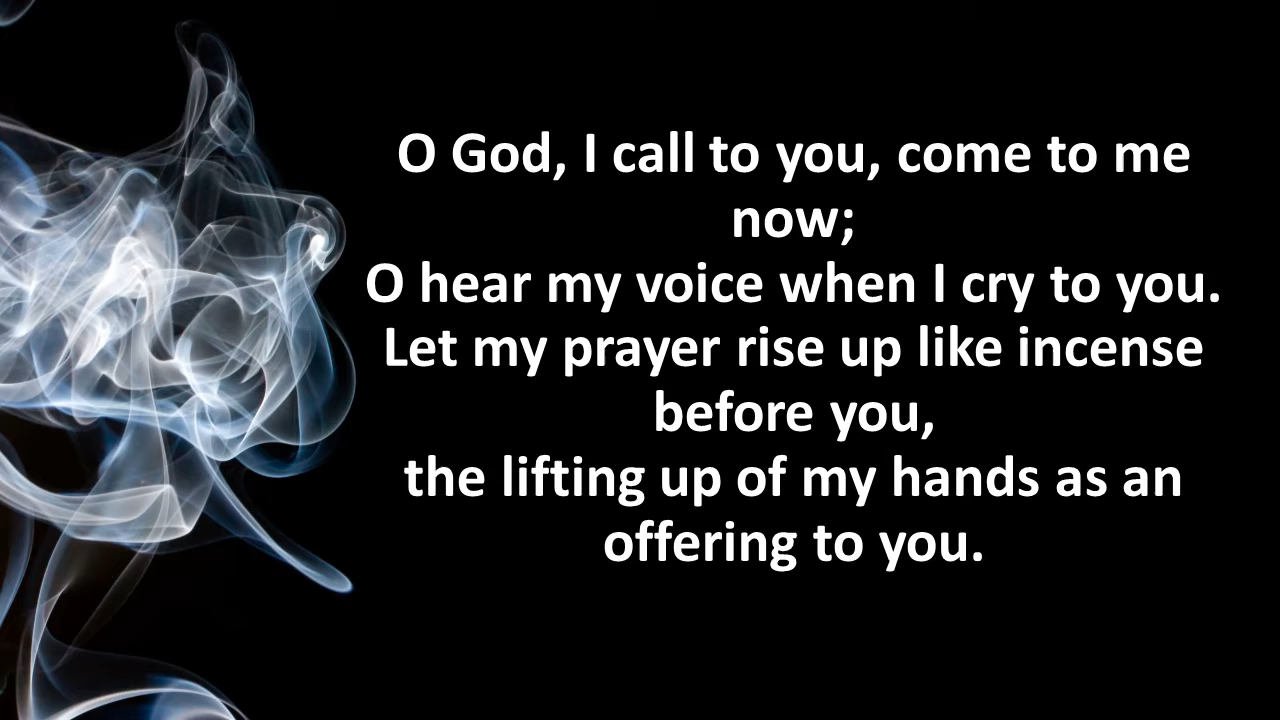 O God, I call to you, come to me
now;
O hear my voice when I cry to you.
Let my prayer rise up like incense
before you,
the lifting up of my hands as an
offering to you.